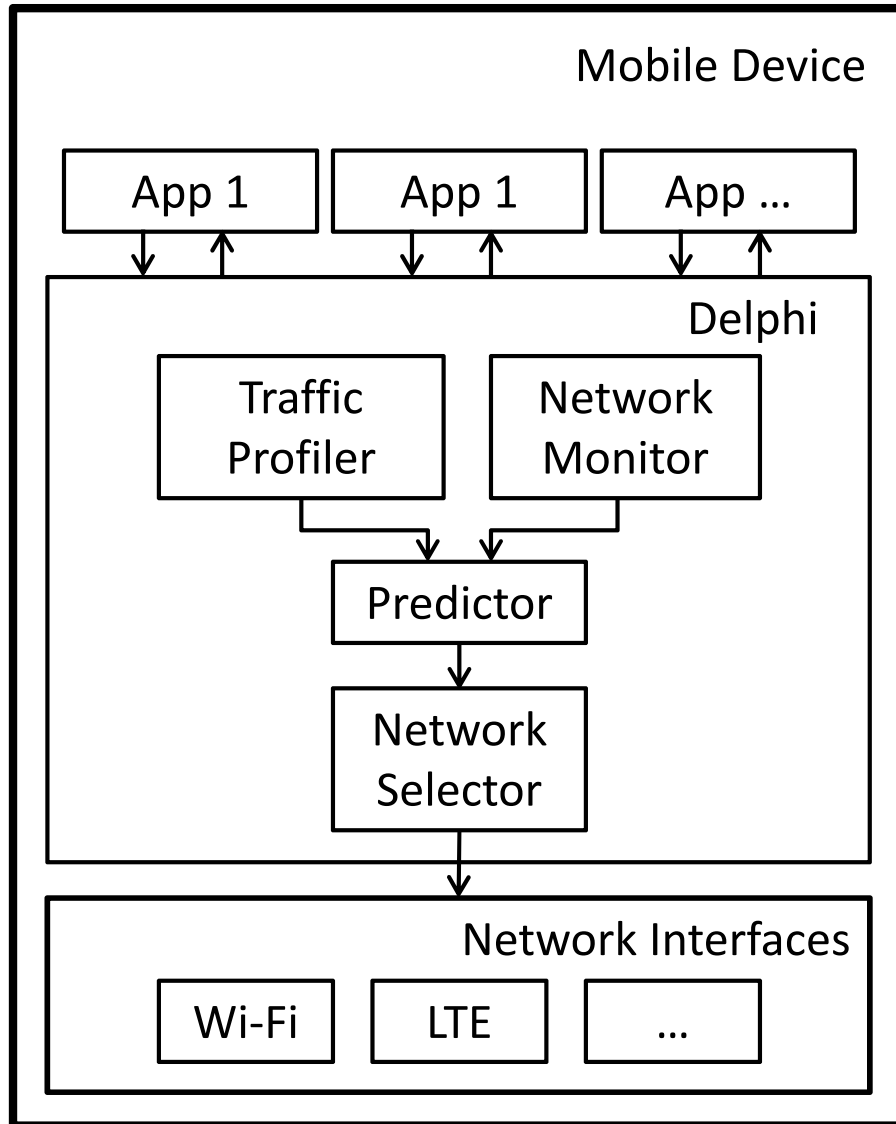 Mobile Device
App 1
App 1
App ...
Delphi
Traffic
Profiler
Network
Monitor
Predictor
Network
Selector
Network Interfaces
Wi-Fi
LTE
...